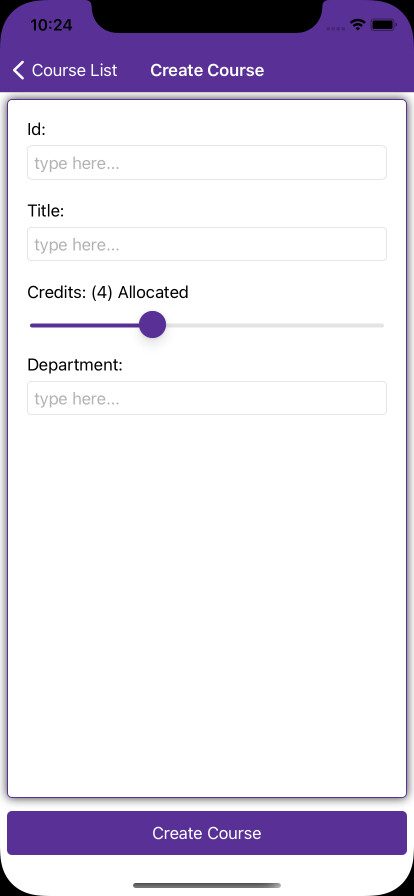 10:24
Course List
Create Course
Id:
type here...
Title:
type here...
Credits: (4) Allocated
Department:
type here...
Create Course